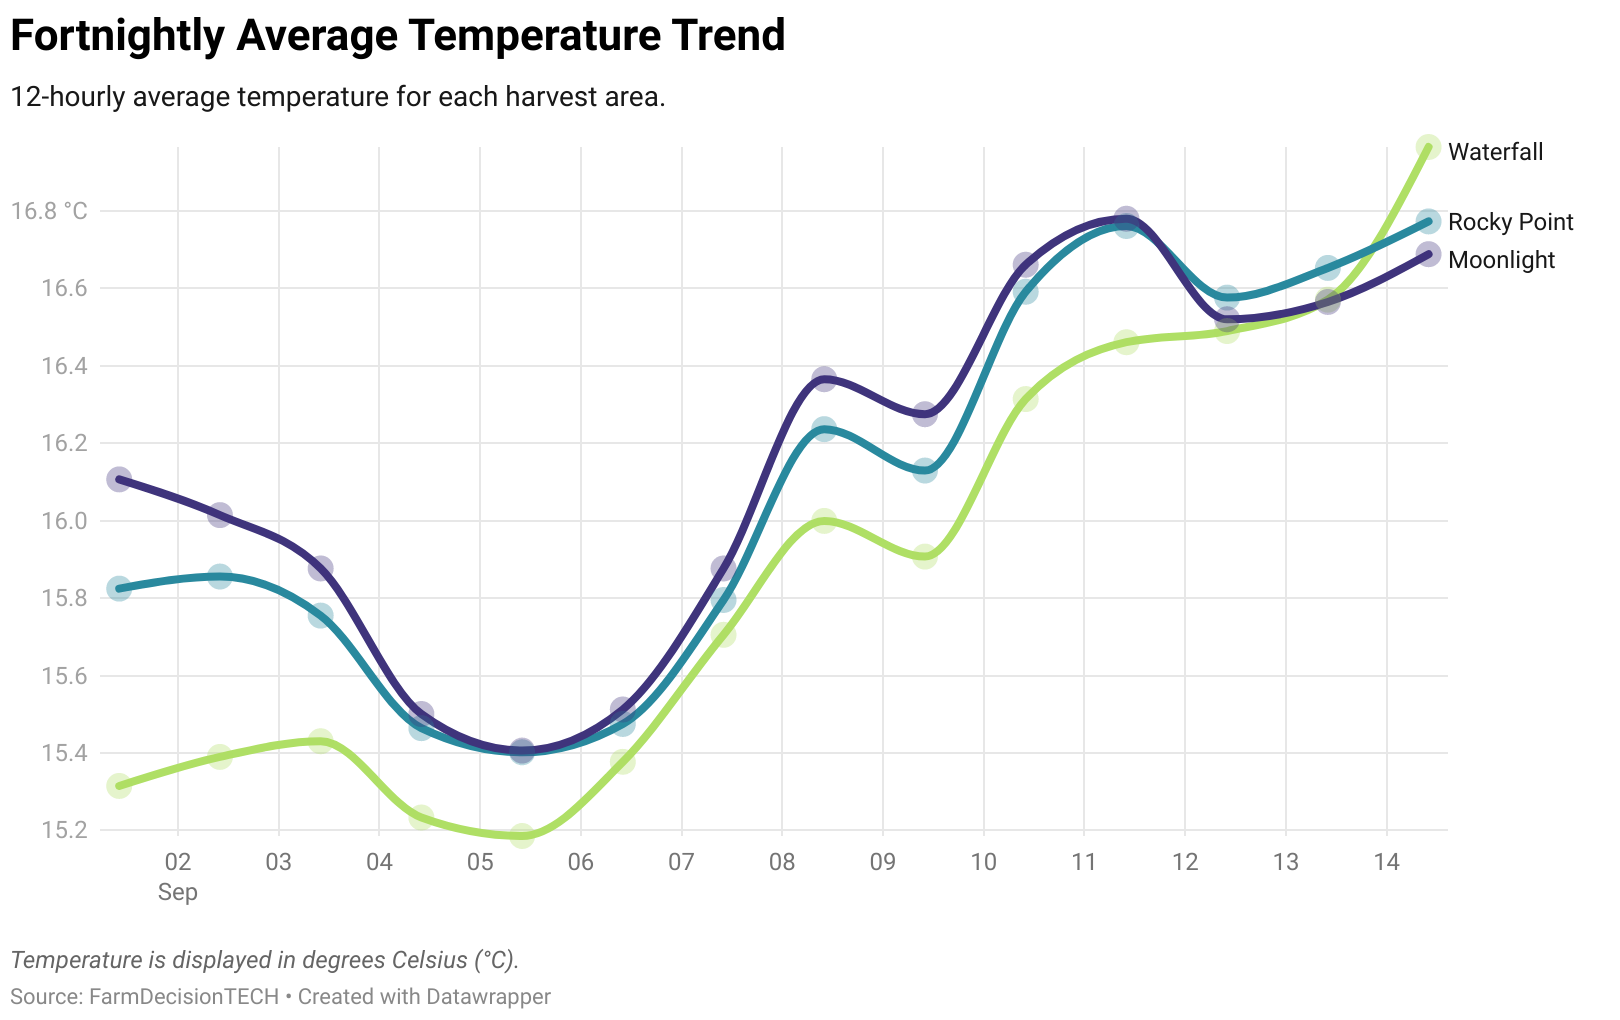 Fortnightly Average Temperature Trend
12-hourly average temperature for each harvest area.
Waterfall
16.8 °C
Rocky Point
Moonlight
16.6
16.4
16.2
16.0
15.8
15.6
15.4
15.2
02 03 04 05 06 07 08 09 10 11 12 13 14
Sep
Temperature is displayed in degrees Celsius (°C).
Source: FarmDecisionTECH • Created with Datawrapper